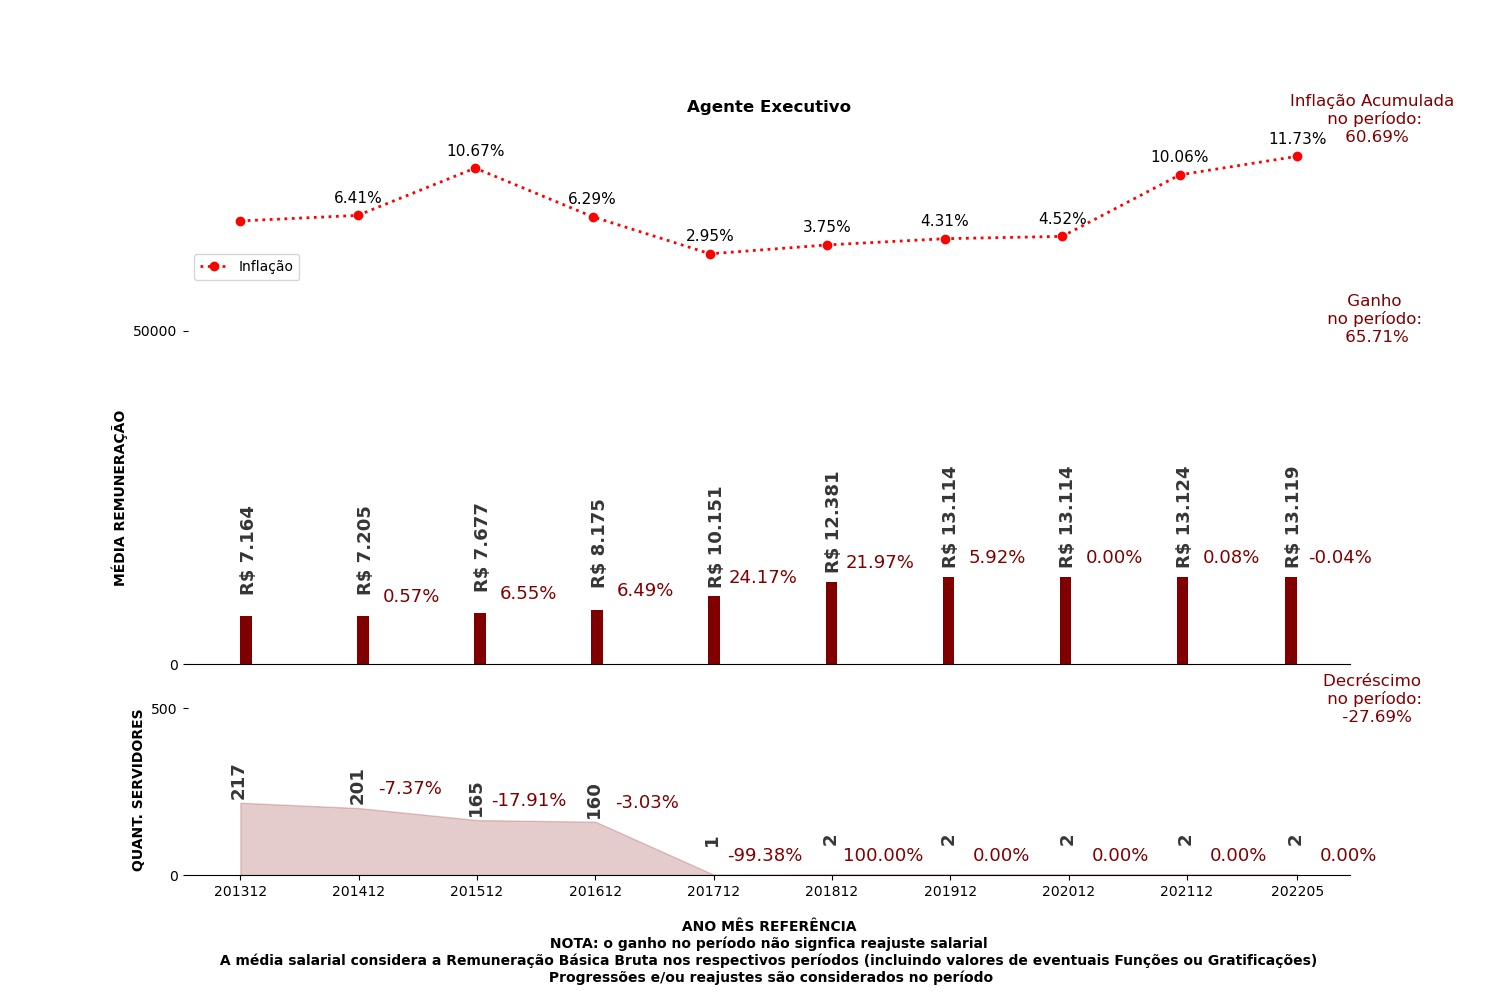 Agente Executivo
Inflação Acumulada
no período:
60.69%
6.41%
10.67%
6.29%
2.95%
3.75%
4.31%
4.52%
10.06%
11.73%
Inflação
Ganho
no período:
65.71%
50000
0
MÉDIA REMUNERAÇÃO
R$ 7.164
R$ 7.205
R$ 7.677
R$ 8.175
R$ 10.151
R$ 12.381
R$ 13.114
R$ 13.114
R$ 13.124
R$ 13.119
0.57%
6.55%
6.49%
24.17%
21.97%
5.92%
0.00%
0.08%
-0.04%
Decréscimo
no período:
-27.69%
500
0
QUANT. SERVIDORES
217
201
165
160
1
2
2
2
2
2
-7.37%
-17.91%
-3.03%
-99.38%
100.00%
0.00%
0.00%
0.00%
0.00%
201312
201412
201512
201612
201712
201812
201912
202012
202112
202205
ANO MÊS REFERÊNCIA
NOTA: o ganho no período não signfica reajuste salarial
A média salarial considera a Remuneração Básica Bruta nos respectivos períodos (incluindo valores de eventuais Funções ou Gratificações)
Progressões e/ou reajustes são considerados no período